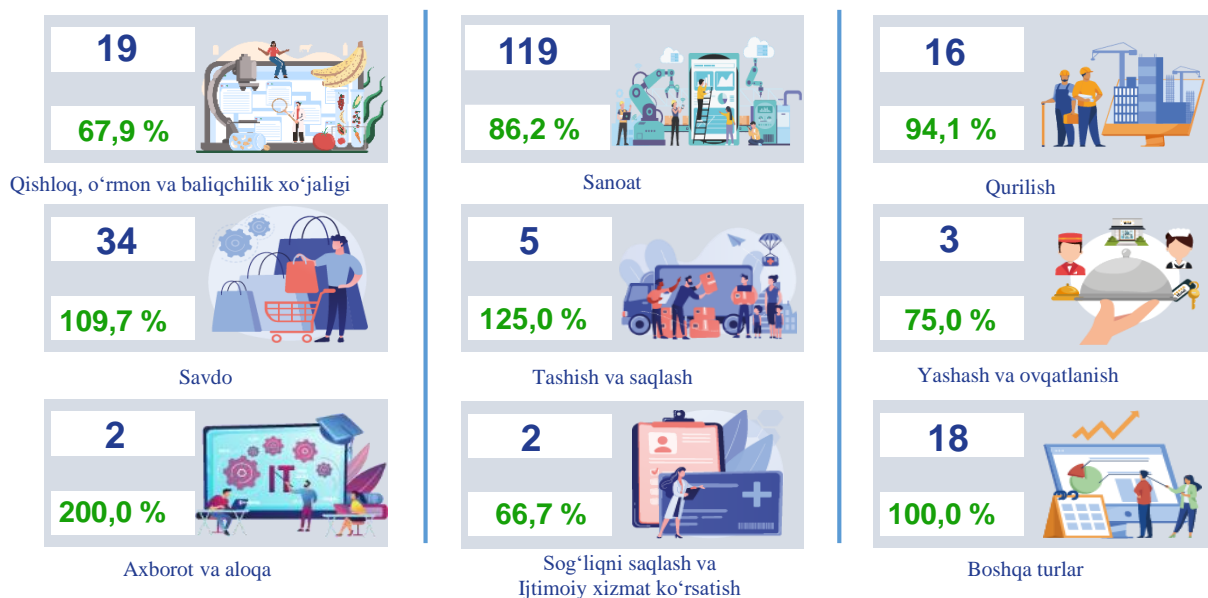 19
67,9 %
Qishloq, o‘rmon va baliqchilik xo‘jaligi
119
86,2 %
Sanoat
16
94,1 %
Qurilish
34
109,7 %
Savdo
5
125,0 %
Tashish va saqlash
3
75,0 %
Yashash va ovqatlanish
2
200,0 %
IT
Axborot va aloqa
2
66,7 %
Sog‘liqni saqlash va
Ijtimoiy xizmat ko‘rsatish
18
100,0 %
Boshqa turlar